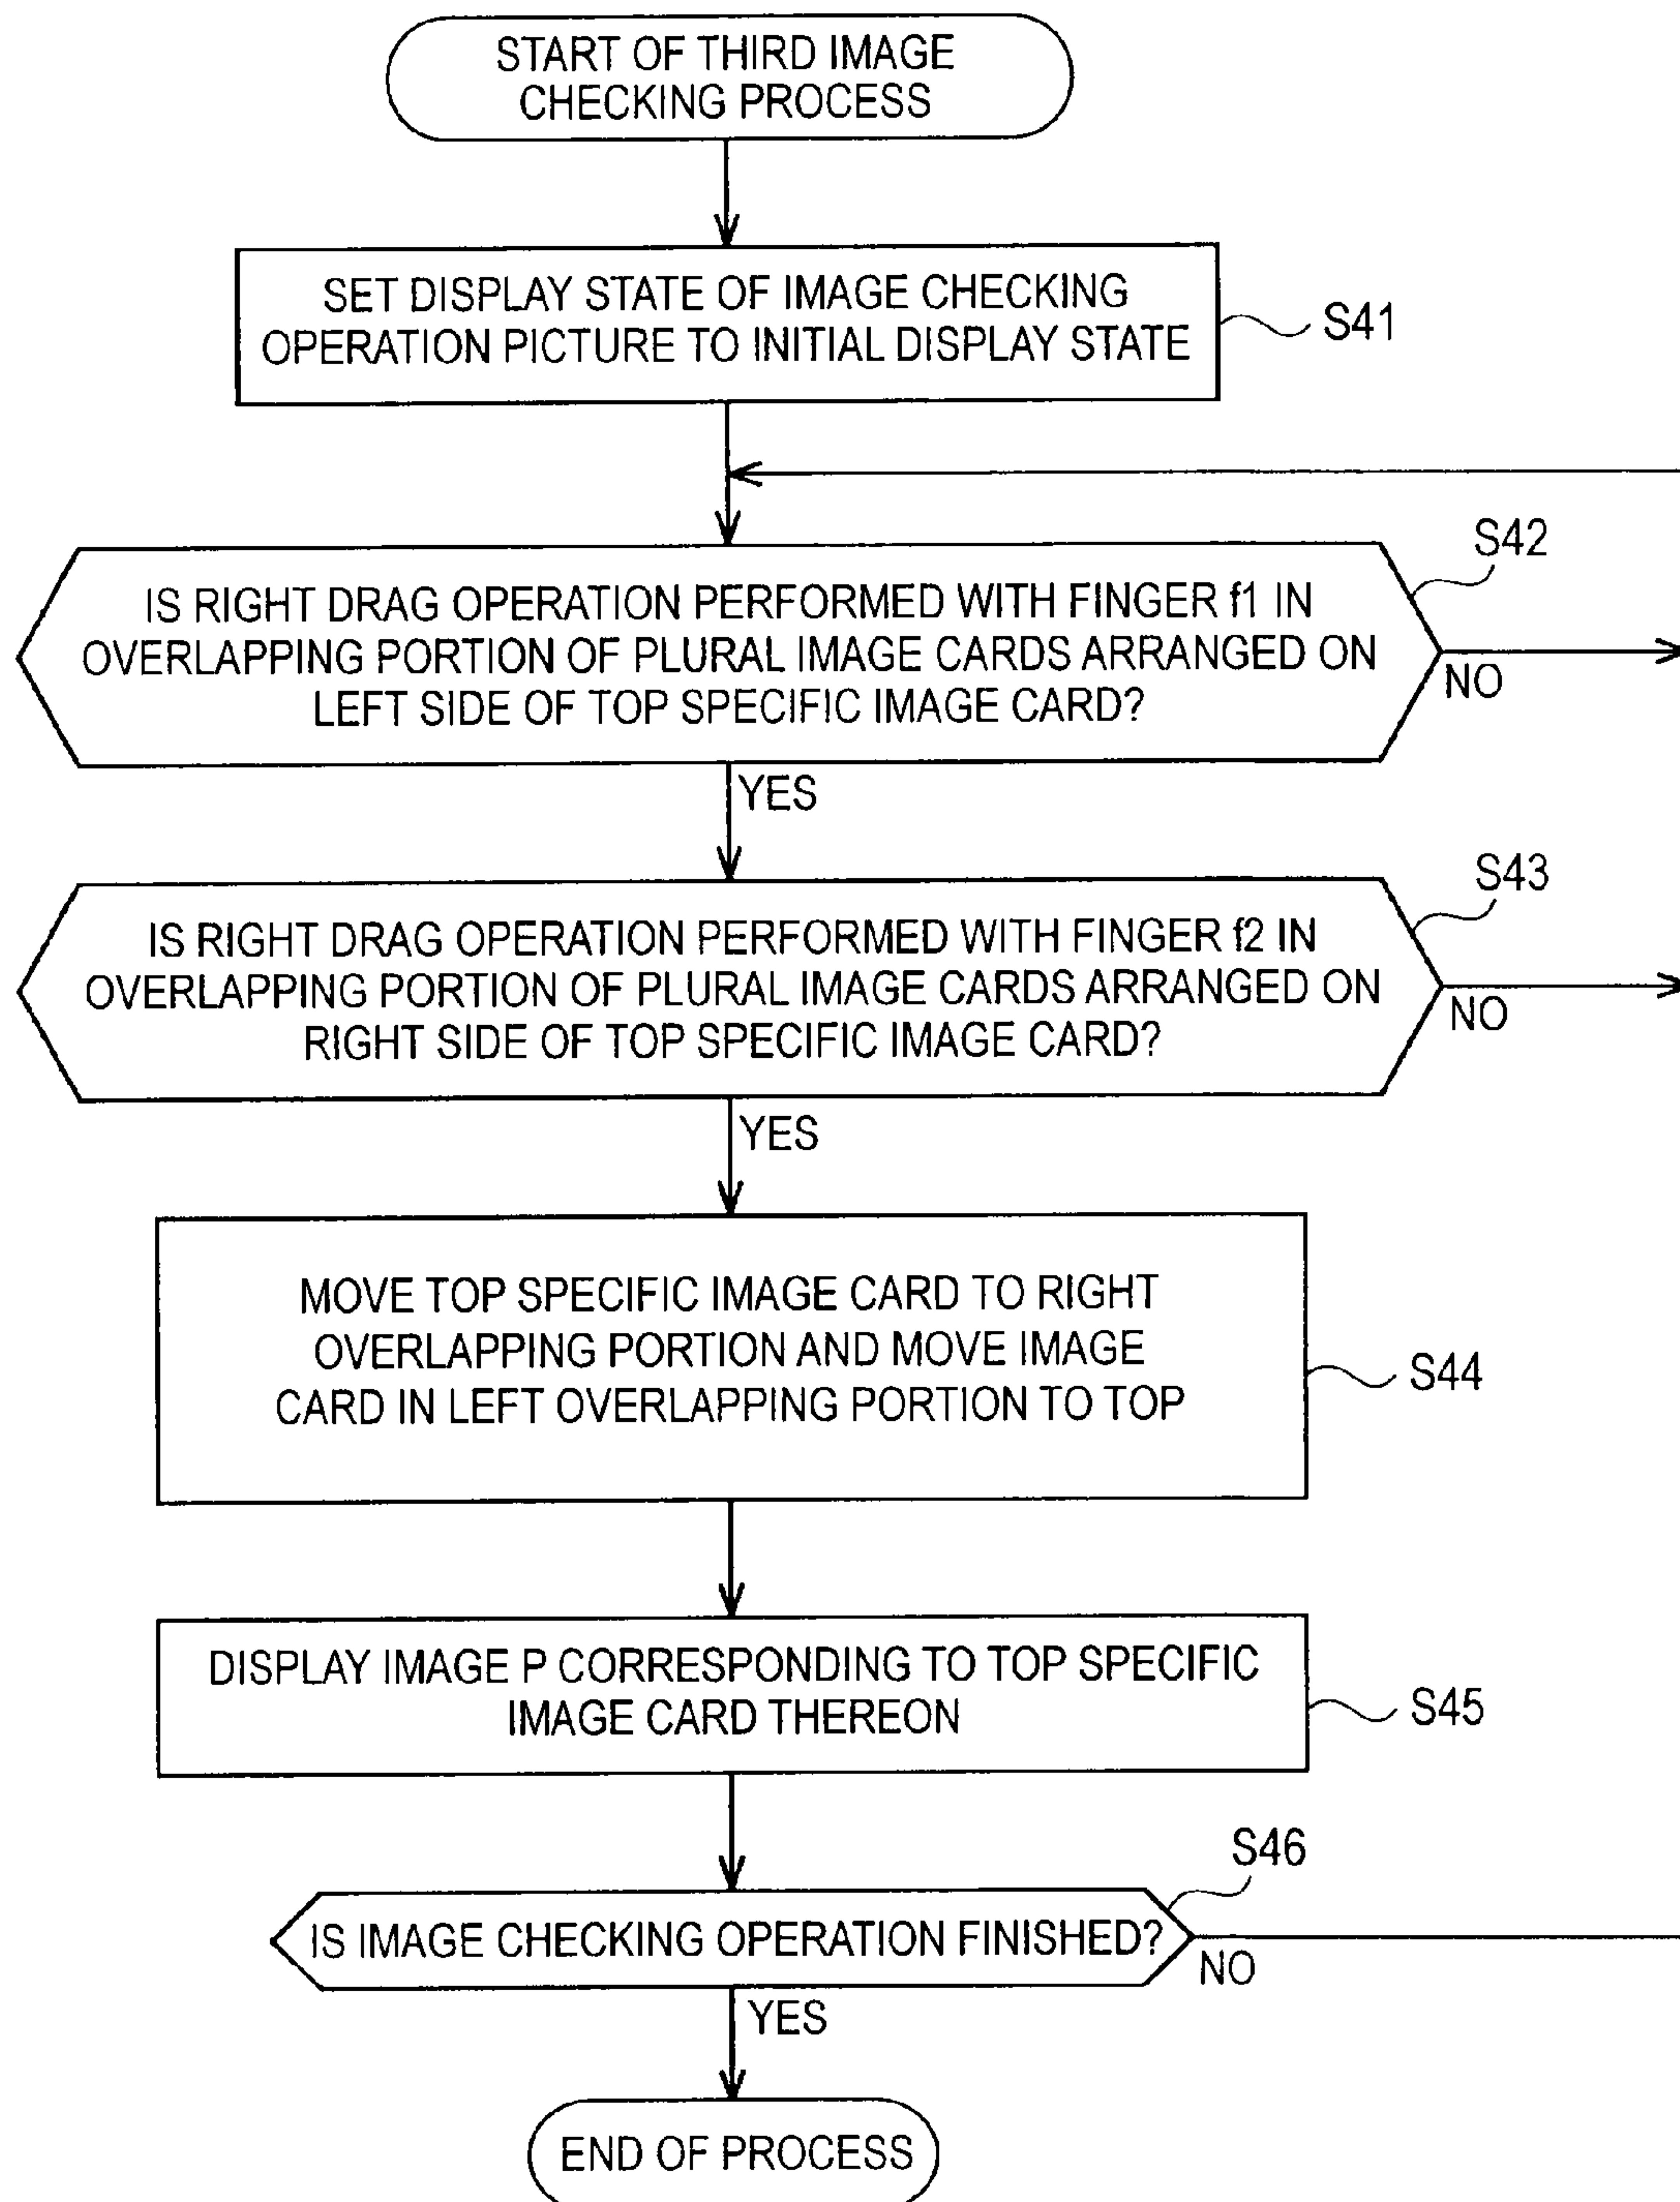 START OF THIRD IMAGE
CHECKING PROCESS
SET DISPLAY STATE OF IMAGE CHECKING
OPERATION PICTURE TO INITIAL DISPLAY STATE
S41
S42
IS RIGHT DRAG OPERATION PERFORMED WITH FINGER f1 IN
OVERLAPPING PORTION OF PLURAL IMAGE CARDS ARRANGED ON
LEFT SIDE OF TOP SPECIFIC IMAGE CARD?
NO
YES
S43
IS RIGHT DRAG OPERATION PERFORMED WITH FINGER f2 IN
OVERLAPPING PORTION OF PLURAL IMAGE CARDS ARRANGED ON
RIGHT SIDE OF TOP SPECIFIC IMAGE CARD?
NO
YES
MOVE TOP SPECIFIC IMAGE CARD TO RIGHT
OVERLAPPING PORTION AND MOVE IMAGE
CARD IN LEFT OVERLAPPING PORTION TO TOP
S44
DISPLAY IMAGE P CORRESPONDING TO TOP SPECIFIC
IMAGE CARD THEREON
S45
S46
IS IMAGE CHECKING OPERATION FINISHED?
NO
YES
END OF PROCESS